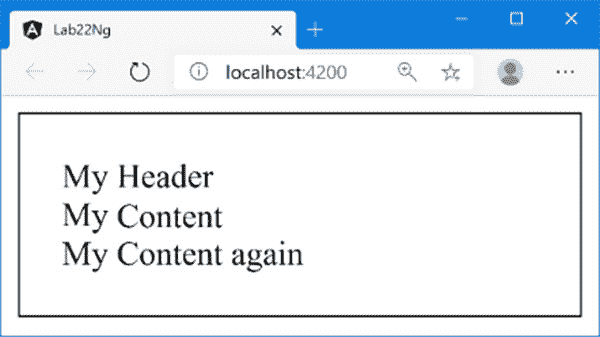 Lab22Ng
localhost:4200
My Header
My Content
My Content again